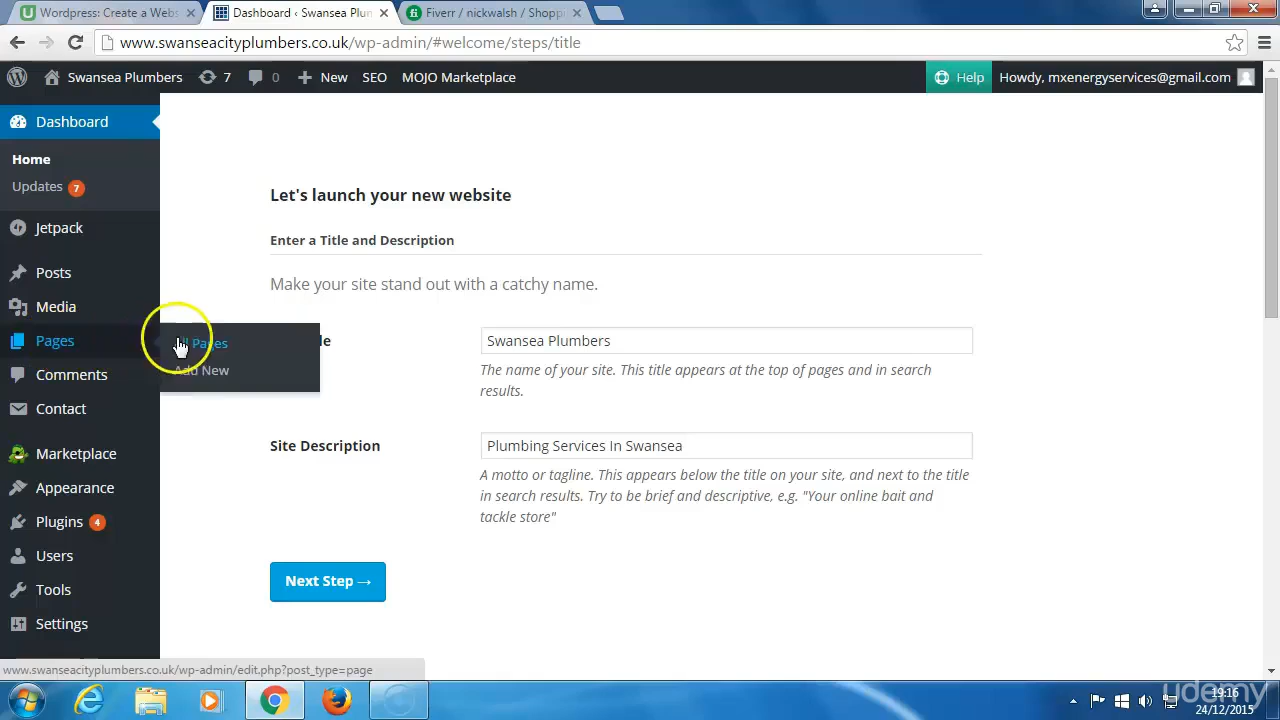 Wordpress: Create a Webs
Dashboard ‹ Swansea Plun
Fiverr / nickwalsh / Shoppi
www.swanseacityplumbers.co.uk/wp-admin/#welcome/steps/title
Swansea Plumbers 7 0 New SEO MOJO Marketplace Help Howdy, mxenergyservices@gmail.com
Dashboard
Home
Updates 7
Jetpack
Posts
Media
Pages
Pages
Add New
Comments
Contact
Marketplace
Appearance
Plugins 4
Users
Tools
Settings
Let's launch your new website
Enter a Title and Description
Make your site stand out with a catchy name.
Swansea Plumbers
The name of your site. This title appears at the top of pages and in search
results.
Site Description
Plumbing Services In Swansea
A motto or tagline. This appears below the title on your site, and next to the title
in search results. Try to be brief and descriptive, e.g. "Your online bait and
tackle store"
Next Step →
www.swanseacityplumbers.co.uk/wp-admin/edit.php?post_type=page
udemy
19:16
24/12/2015